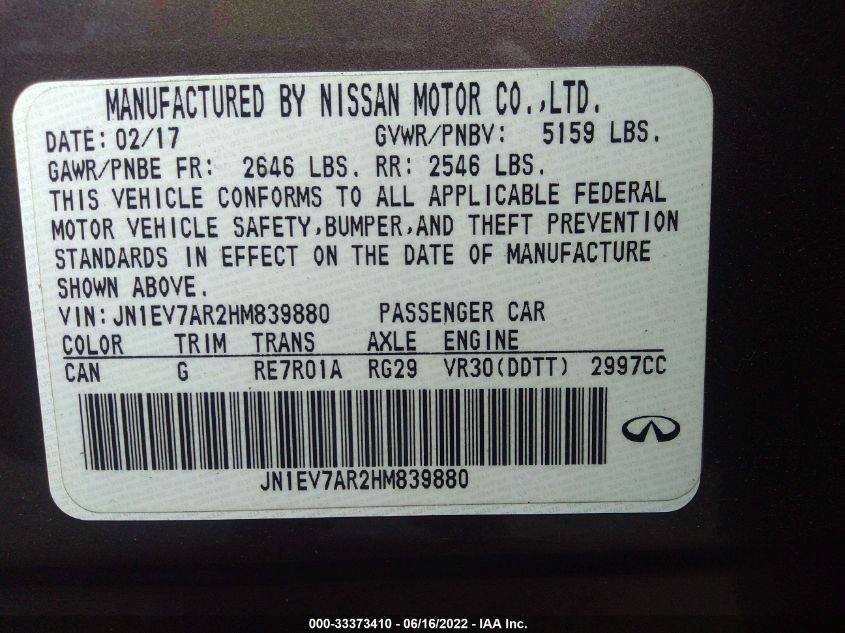 MANUFACTURED BY NISSAN MOTOR CO.,LTD.
DATE: 02/17 GVWR/PNBV: 5159 LBS.
GAWR/PNBE FR: 2646 LBS. RR: 2546 LBS.
THIS VEHICLE CONFORMS TO ALL APPLICABLE FEDERAL
MOTOR VEHICLE SAFETY,BUMPER,AND THEFT PREVENTION
STANDARDS IN EFFECT ON THE DATE OF MANUFACTURE
SHOWN ABOVE.
VIN: JN1EV7AR2HM839880 PASSENGER CAR
COLOR TRIM TRANS AXLE ENGINE
CAN G RE7R01A RG29 VR30(DDTT) 2997CC
JN1EV7AR2HM839880
000-33373410 - 06/16/2022 - IAA Inc.